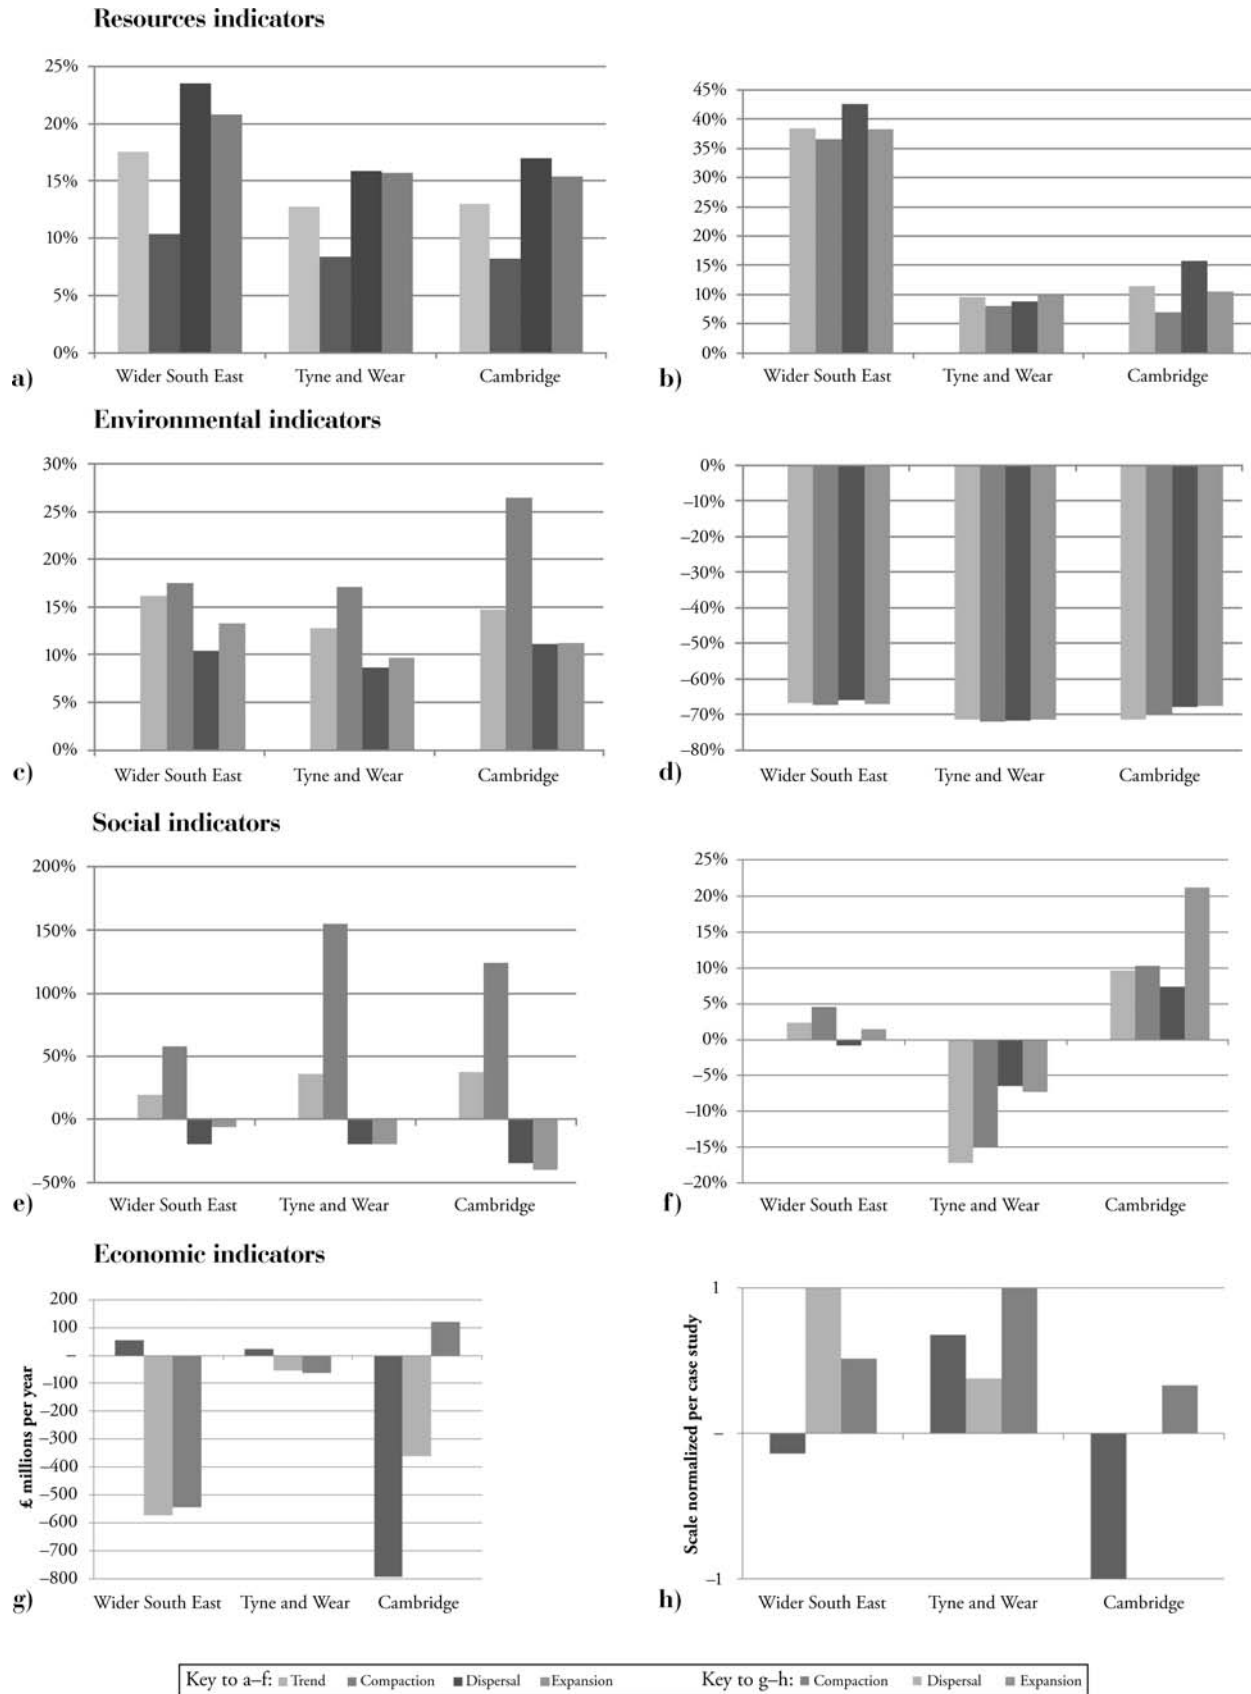 Resources indicators
25%
20%
15%
10%
5%
0%
Wider South East Tyne and Wear Cambridge
a)
45%
40%
35%
30%
25%
20%
15%
10%
5%
0%
Wider South East Tyne and Wear Cambridge
b)
Environmental indicators
30%
25%
20%
15%
10%
5%
0%
Wider South East Tyne and Wear Cambridge
c)
0%
–10%
–20%
–30%
–40%
–50%
–60%
–70%
–80%
Wider South East Tyne and Wear Cambridge
d)
Social indicators
200%
150%
100%
50%
0%
–50%
Wider South East Tyne and Wear Cambridge
e)
25%
20%
15%
10%
5%
0%
–5%
–10%
–15%
–20%
Wider South East Tyne and Wear Cambridge
f)
Economic indicators
£ millions per year
200
100
–
–100
–200
–300
–400
–500
–600
–700
–800
Wider South East Tyne and Wear Cambridge
g)
Scale normalized per case study
1
–
–1
Wider South East Tyne and Wear Cambridge
h)
Key to a–f: Trend Compaction Dispersal Expansion Key to g–h: Compaction Dispersal Expansion